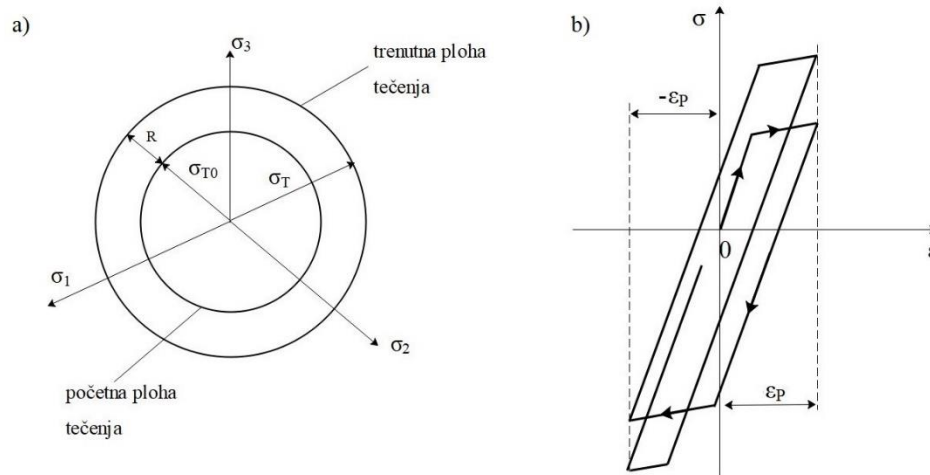 a)
σ3
trenutna ploha
tečenja
R
σT0
σT
σ1
σ2
početna ploha
tečenja
b)
σ
-εP
0
ε
εP